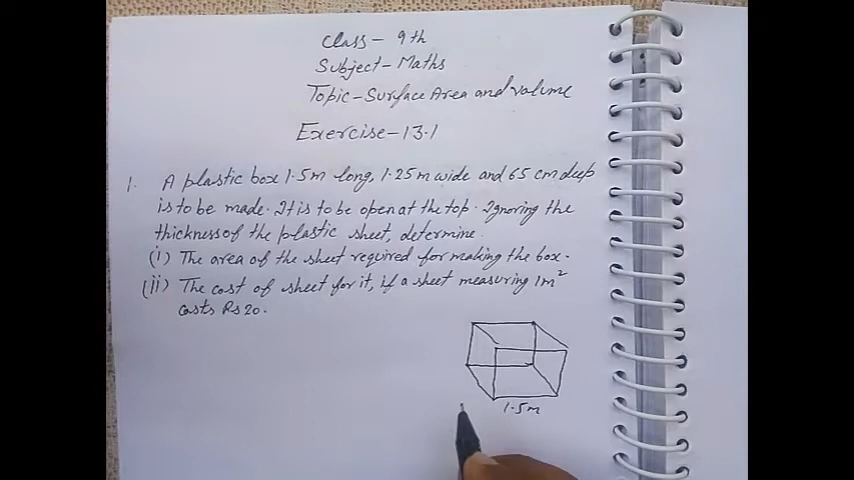 Class - 9th
Subject - Maths
Topic - Surface Area and volume
Exercise - 13.1
1. A plastic box 1.5m long, 1.25m wide and 65 cm deep
is to be made. It is to be open at the top. Ignoring the
thickness of the plastic sheet, determine.
(i) The area of the sheet required for making the box.
(ii) The cost of sheet for it, if a sheet measuring 1m²
costs Rs 20.
1.5m